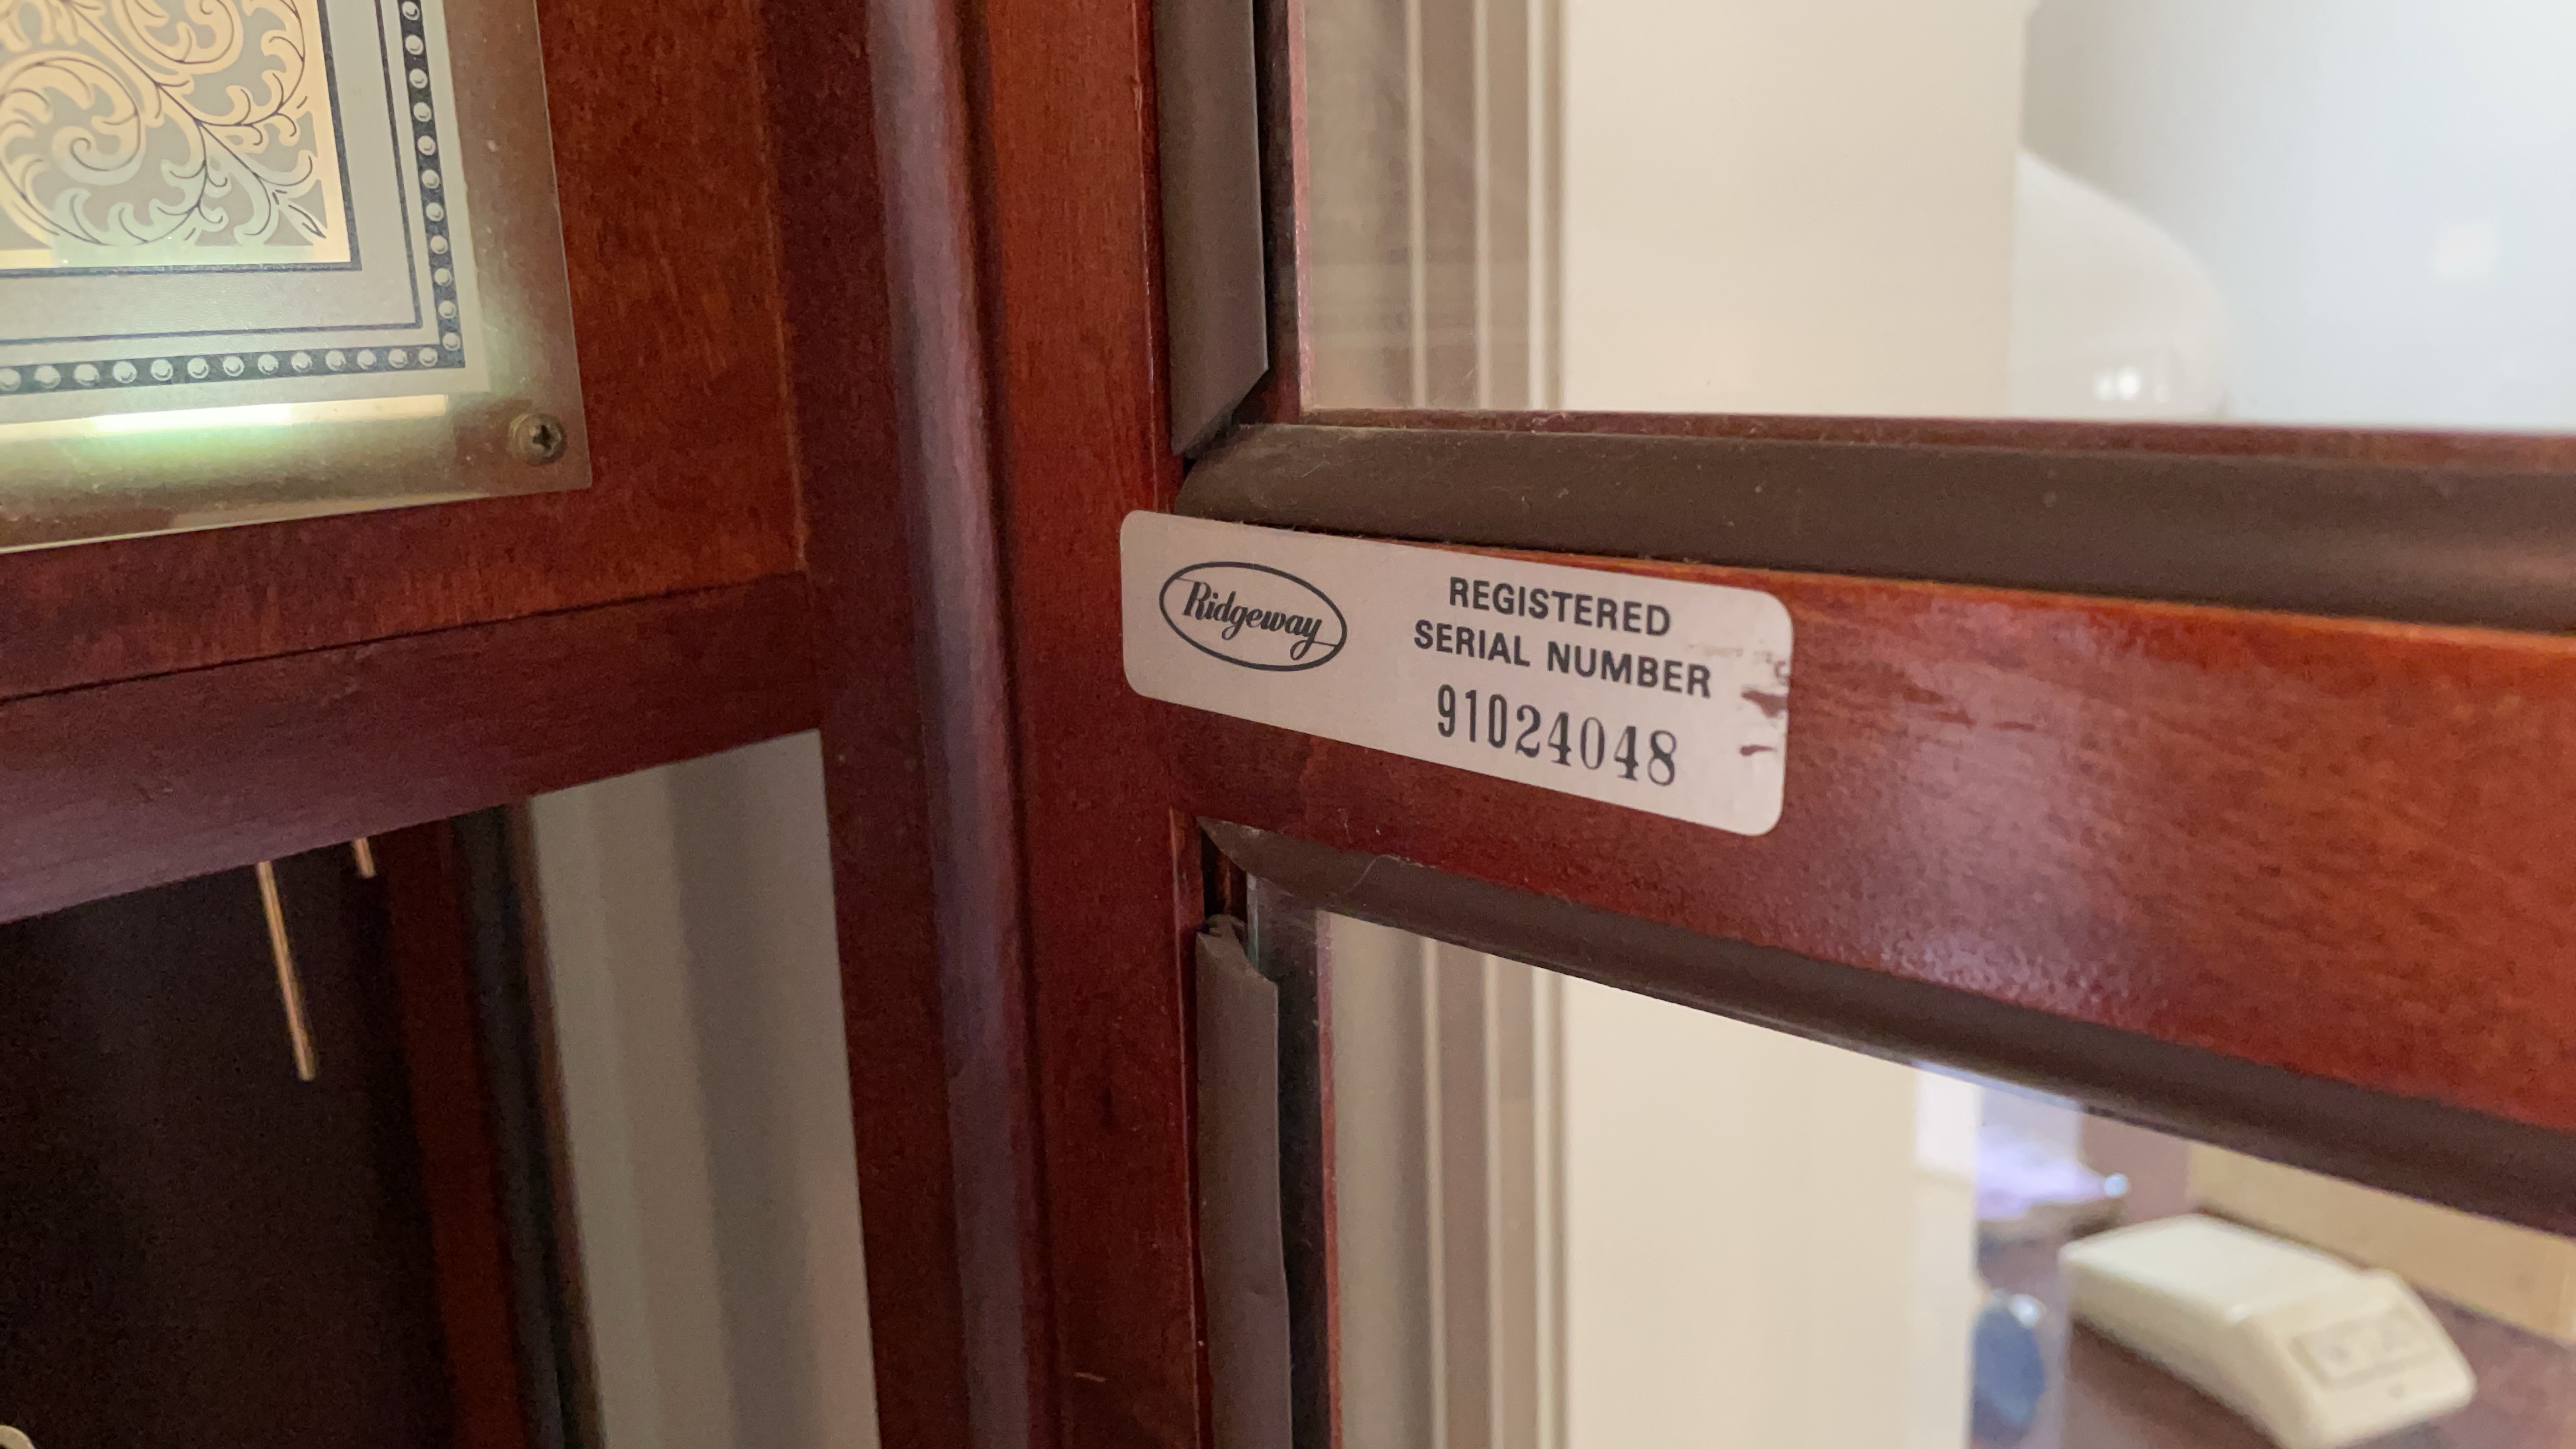 Ridgeway
REGISTERED
SERIAL NUMBER
91024048